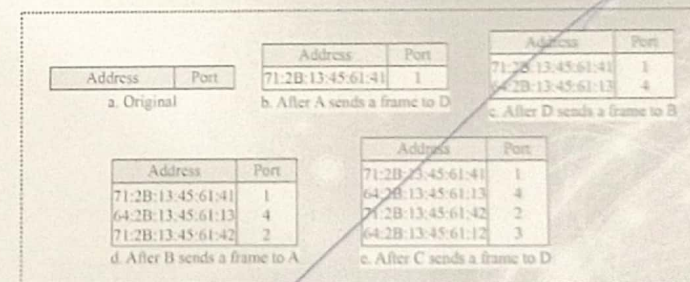 Address Port
a. Original
Address Port
71:2B:13:45:61:41 1
b. After A sends a frame to D
Address Port
71:2B:13:45:61:41 1
64:2B:13:45:61:13 4
c. After D sends a frame to B
Address Port
71:2B:13:45:61:41 1
64:2B:13:45:61:13 4
71:2B:13:45:61:42 2
d. After B sends a frame to A
Address Port
71:2B:13:45:61:41 1
64:2B:13:45:61:13 4
71:2B:13:45:61:42 2
64:2B:13:45:61:12 3
e. After C sends a frame to D